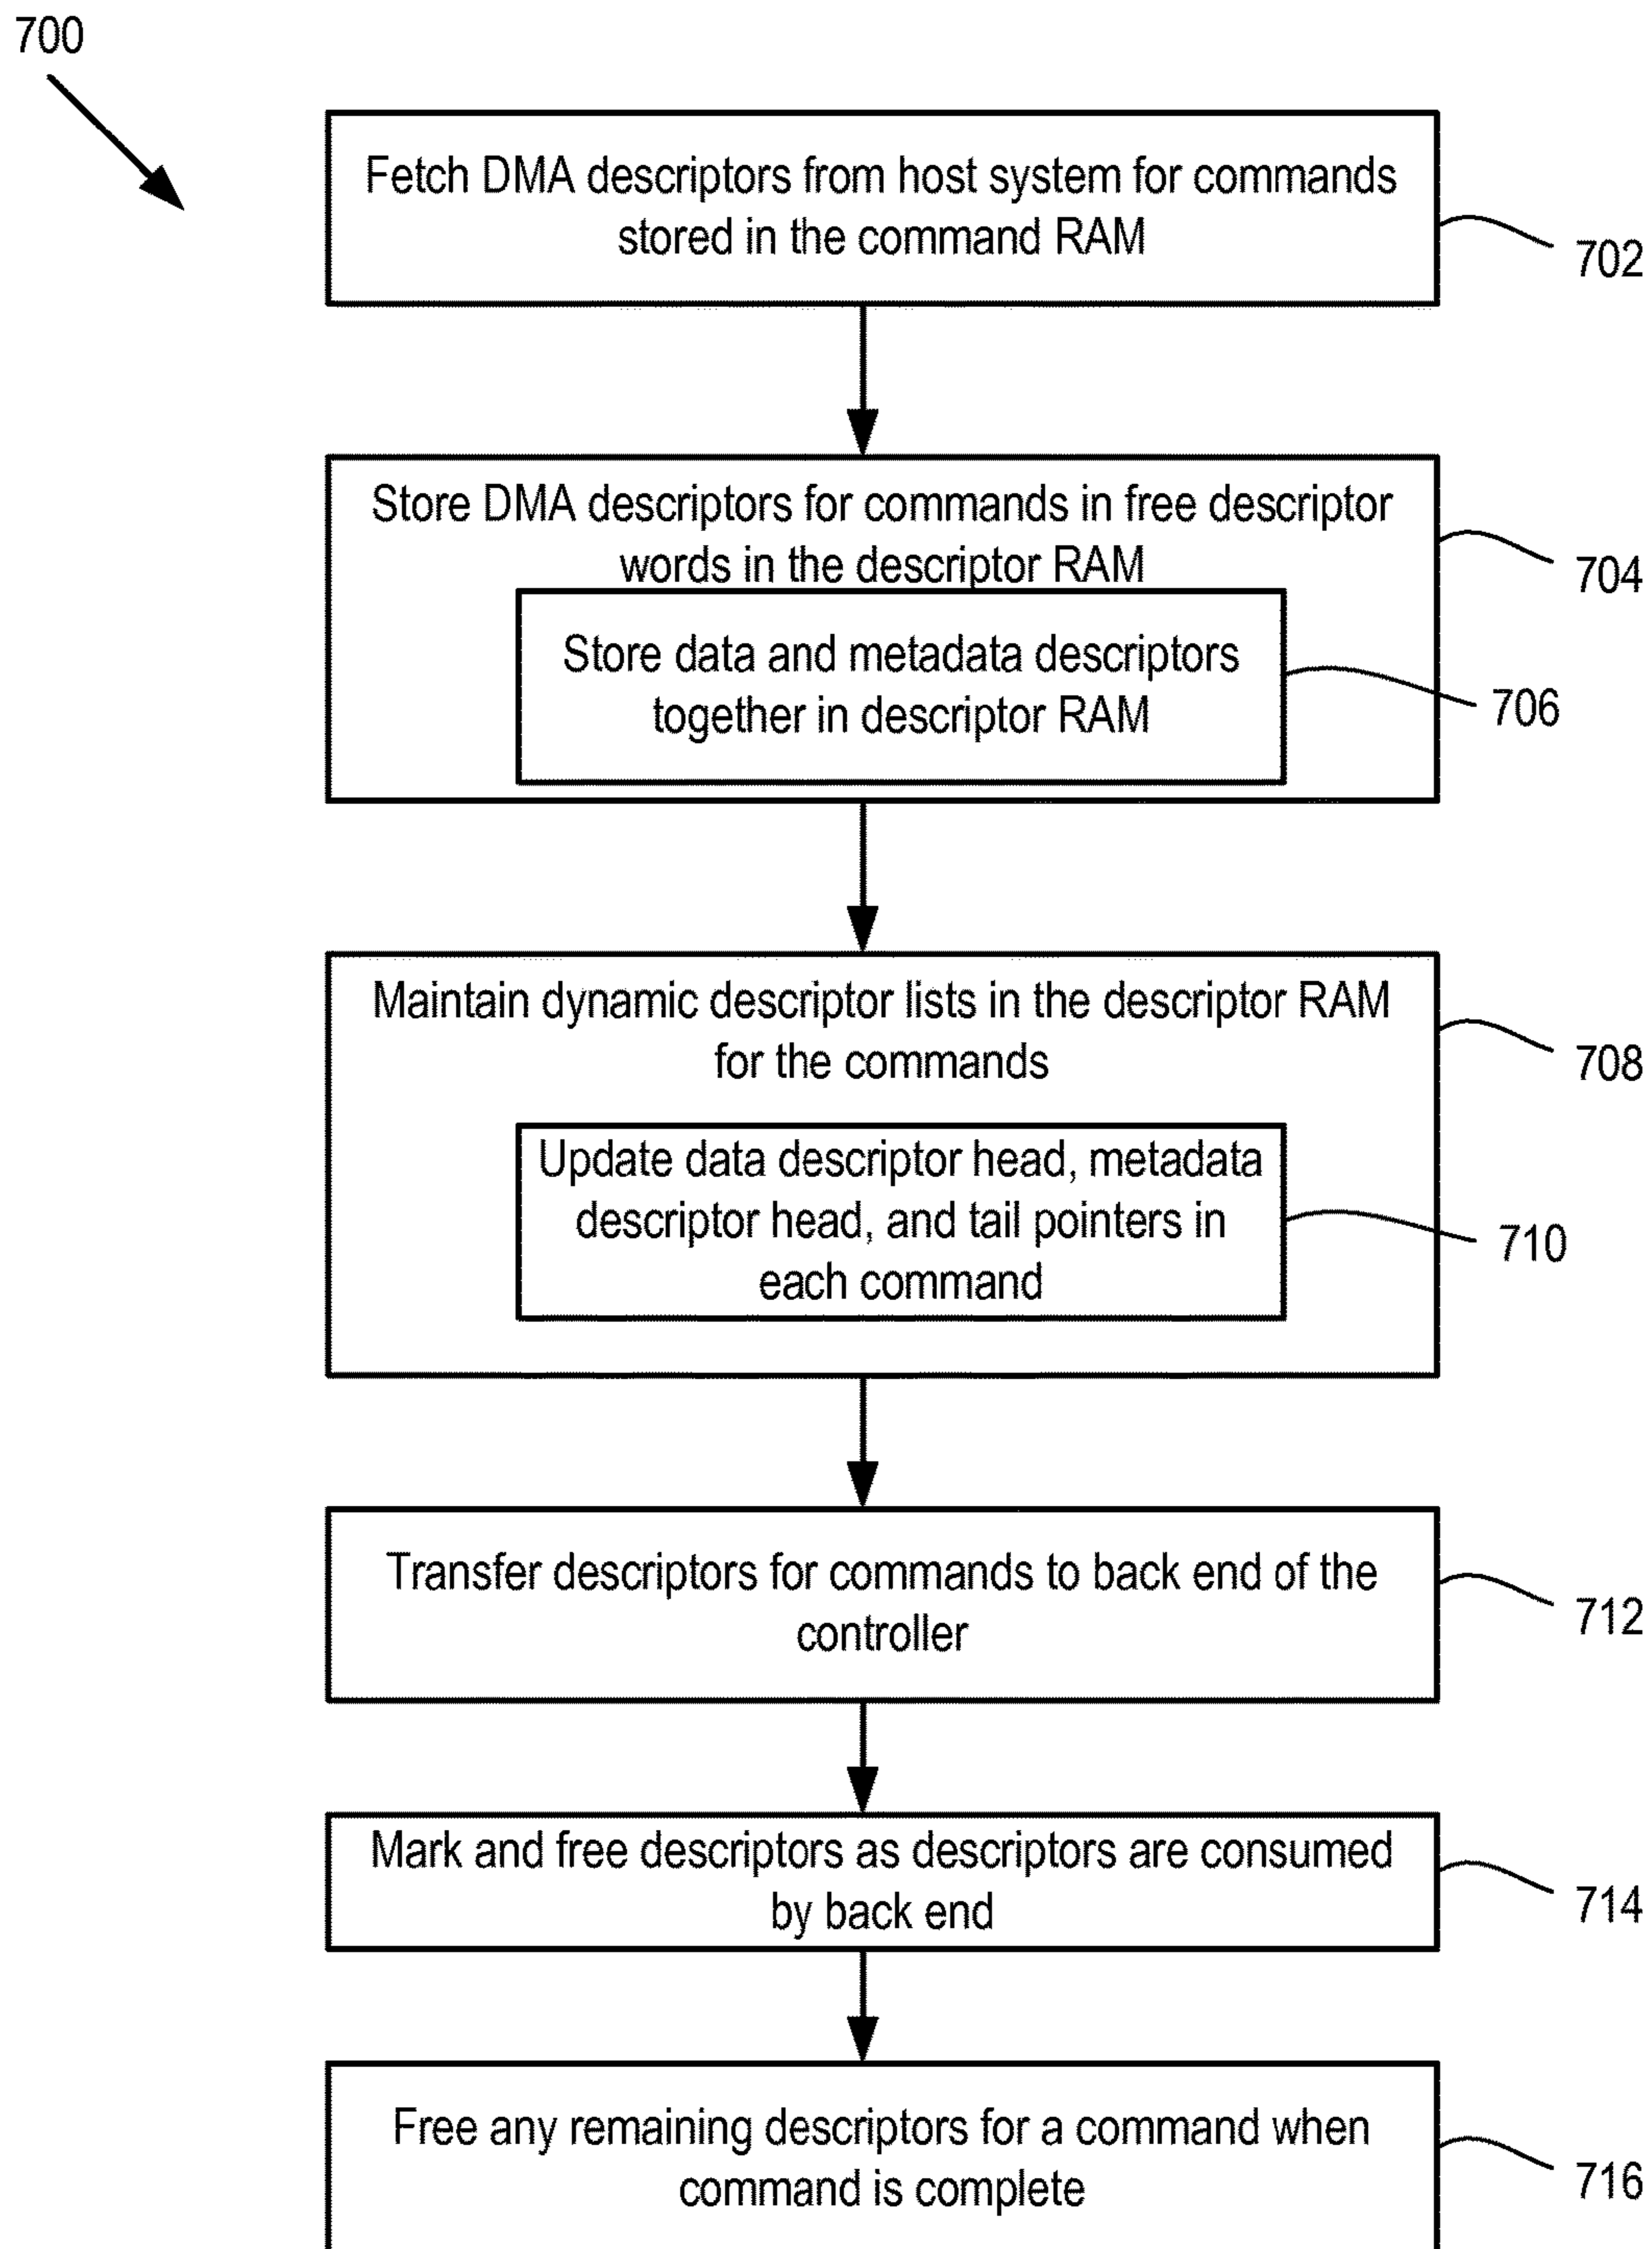 700
Fetch DMA descriptors from host system for commands
stored in the command RAM
702
Store DMA descriptors for commands in free descriptor
words in the descriptor RAM
704
Store data and metadata descriptors
together in descriptor RAM
706
Maintain dynamic descriptor lists in the descriptor RAM
for the commands
708
Update data descriptor head, metadata
descriptor head, and tail pointers in
each command
710
Transfer descriptors for commands to back end of the
controller
712
Mark and free descriptors as descriptors are consumed
by back end
714
Free any remaining descriptors for a command when
command is complete
716